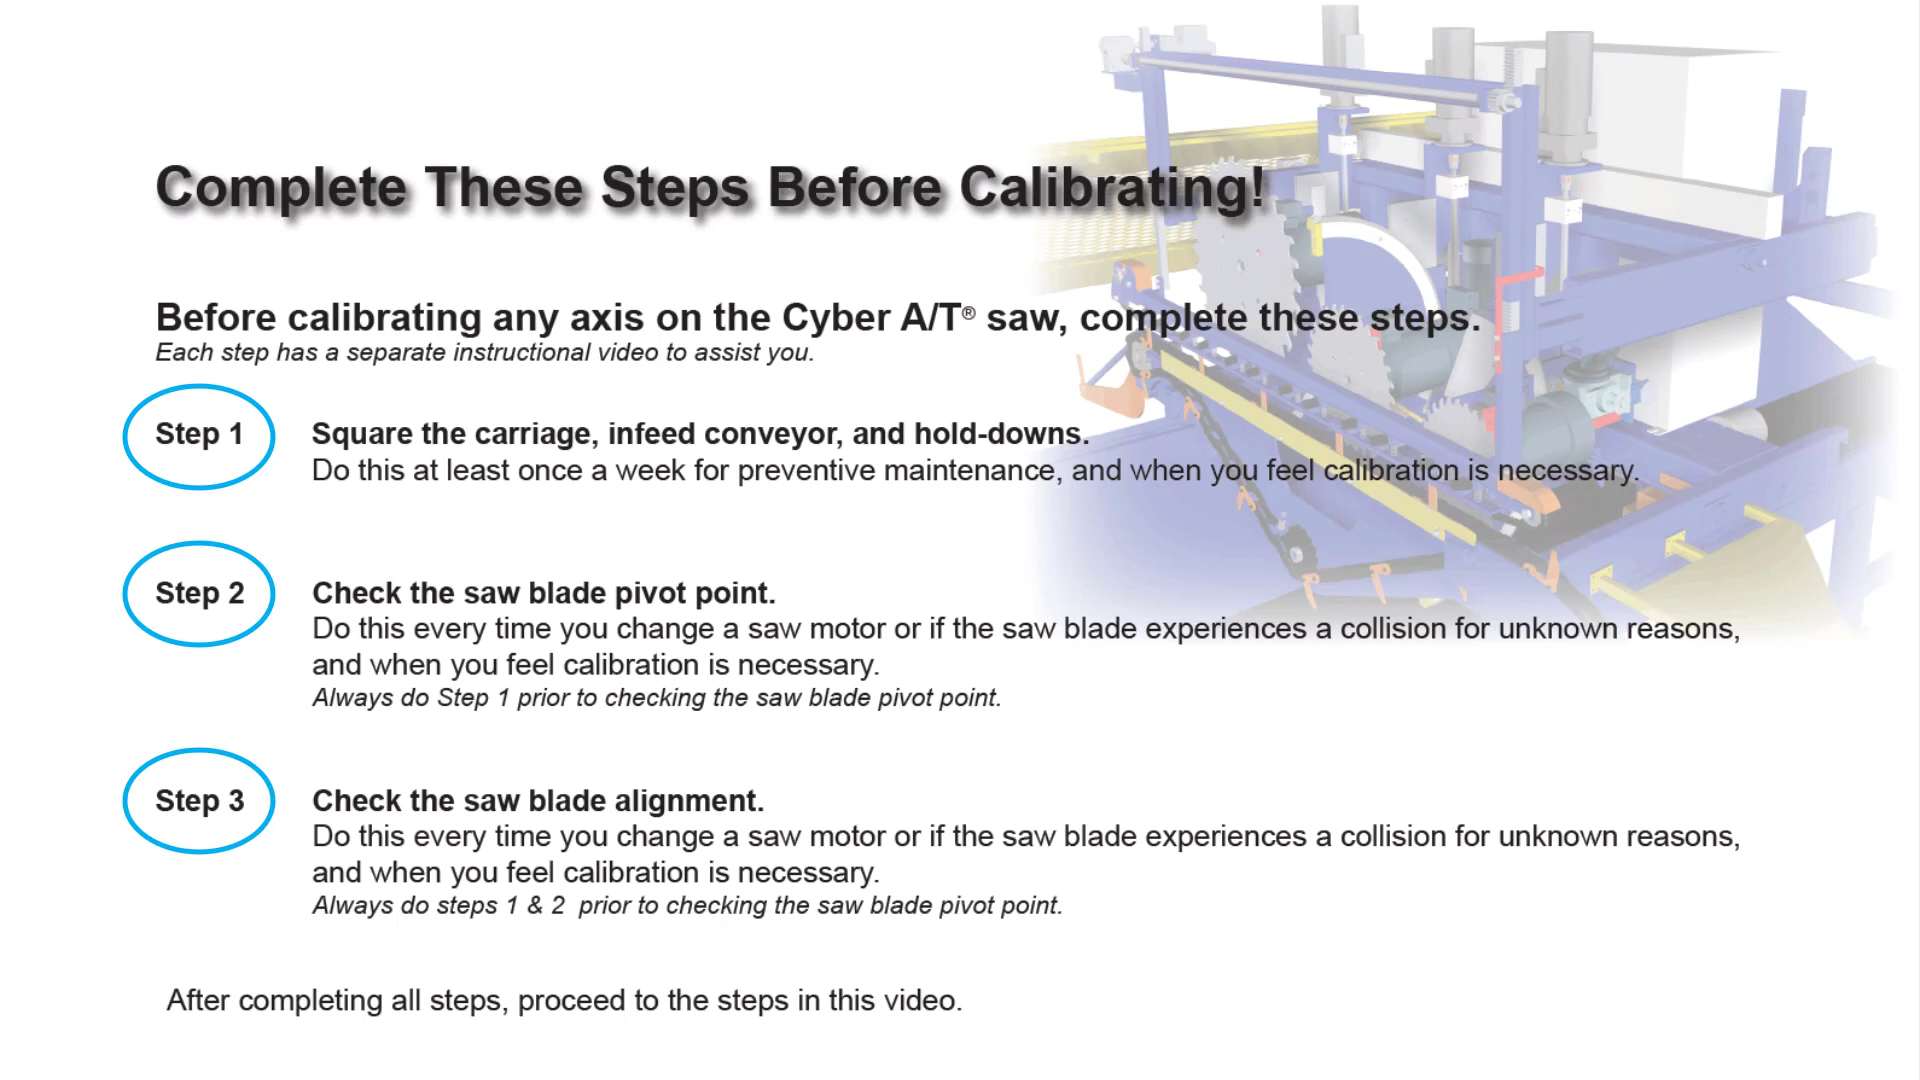 Complete These Steps Before Calibrating!
Before calibrating any axis on the Cyber A/T® saw, complete these steps.
Each step has a separate instructional video to assist you.
Step 1 Square the carriage, infeed conveyor, and hold-downs.
Do this at least once a week for preventive maintenance, and when you feel calibration is necessary.
Step 2 Check the saw blade pivot point.
Do this every time you change a saw motor or if the saw blade experiences a collision for unknown reasons,
and when you feel calibration is necessary.
Always do Step 1 prior to checking the saw blade pivot point.
Step 3 Check the saw blade alignment.
Do this every time you change a saw motor or if the saw blade experiences a collision for unknown reasons,
and when you feel calibration is necessary.
Always do steps 1 & 2  prior to checking the saw blade pivot point.
After completing all steps, proceed to the steps in this video.